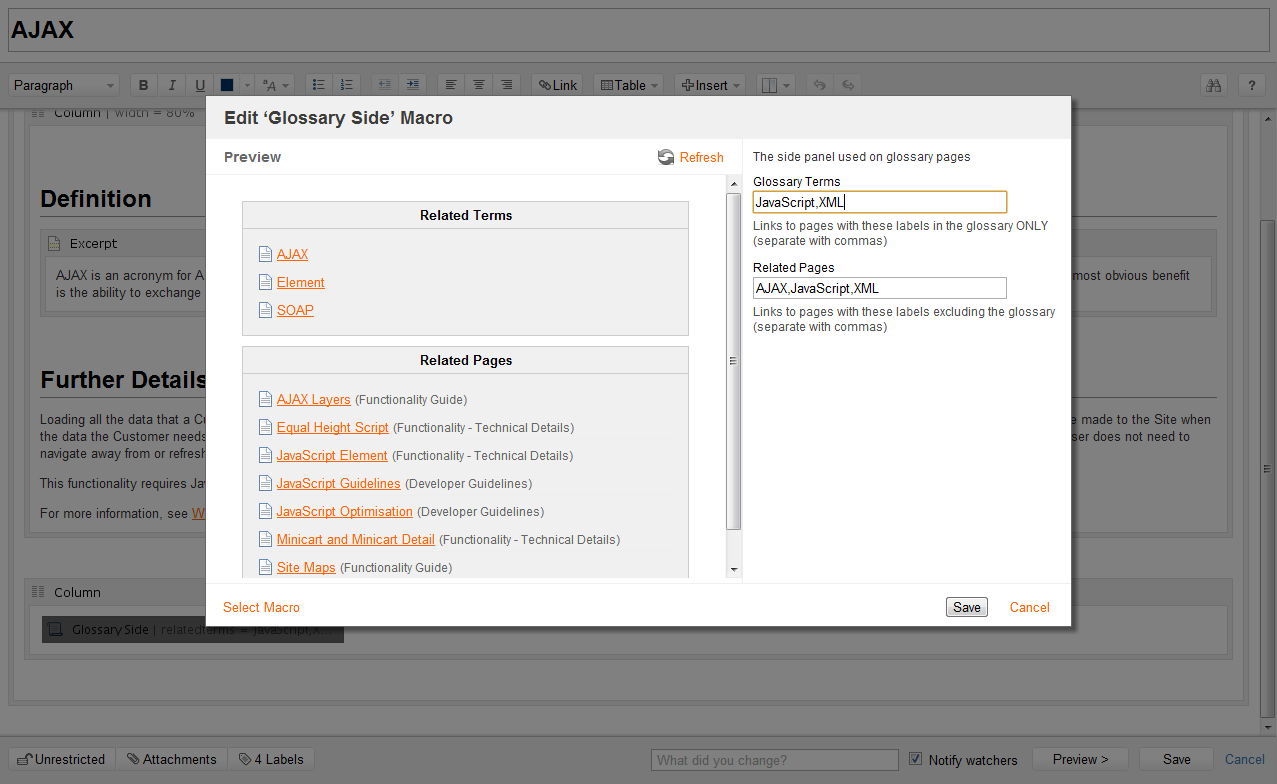 AJAX
Paragraph B I U Link Table Insert ?
Column | width = 80%
Edit ‘Glossary Side’ Macro
Preview
Refresh
Related Terms
AJAX
Element
SOAP
Related Pages
AJAX Layers (Functionality Guide)
Equal Height Script (Functionality - Technical Details)
JavaScript Element (Functionality - Technical Details)
JavaScript Guidelines (Developer Guidelines)
JavaScript Optimisation (Developer Guidelines)
Minicart and Minicart Detail (Functionality - Technical Details)
Site Maps (Functionality Guide)
The side panel used on glossary pages
Glossary Terms
JavaScript,XML
Links to pages with these labels in the glossary ONLY
(separate with commas)
Related Pages
AJAX,JavaScript,XML
Links to pages with these labels excluding the glossary
(separate with commas)
Select Macro
Save
Cancel
Definition
Excerpt
AJAX is an acronym for A most obvious benefit
is the ability to exchange
Further Details
Loading all the data that a Cu e made to the Site when
the data the Customer needs ser does not need to
navigate away from or refresh
This functionality requires Jav
For more information, see W
Column
Glossary Side | relatedterms = JavaScript,X...
Unrestricted Attachments 4 Labels What did you change? Notify watchers Preview > Save Cancel